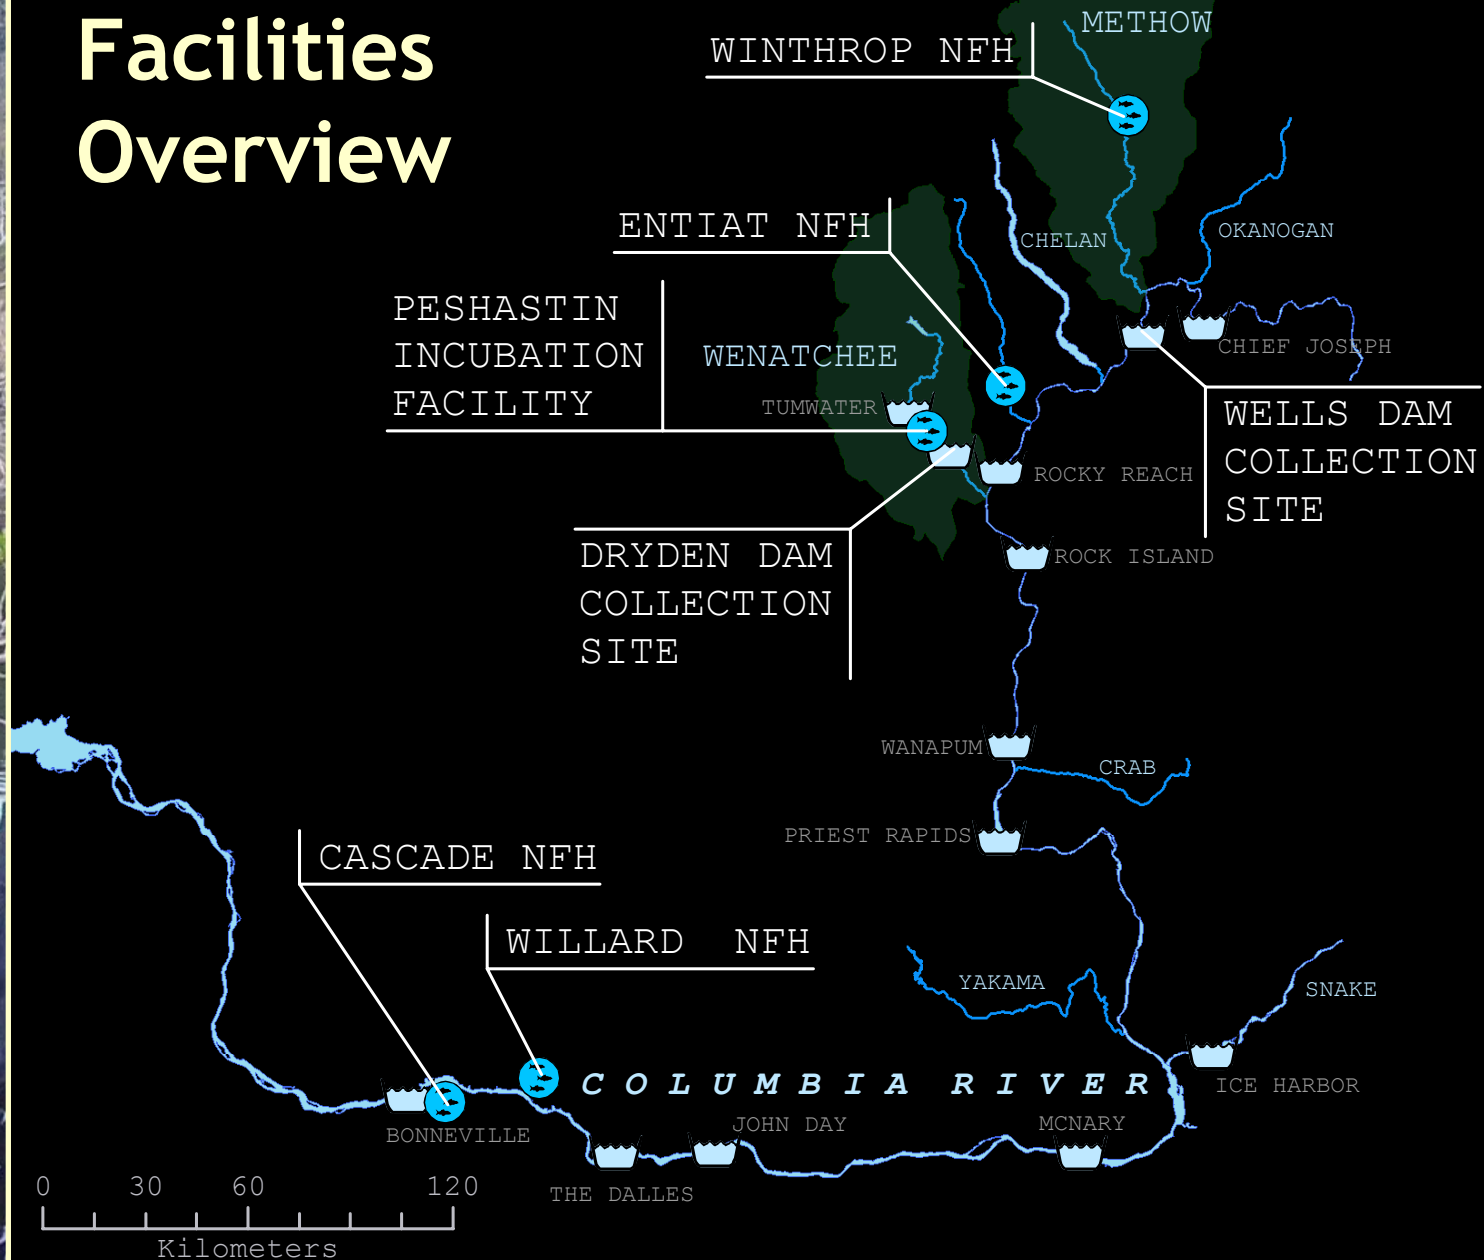 Facilities
Overview
METHOW
WINTHROP NFH
ENTIAT NFH
CHELAN
OKANOGAN
PESHASTIN
INCUBATION
FACILITY
WENATCHEE
TUMWATER
CHIEF JOSEPH
WELLS DAM
COLLECTION
SITE
ROCKY REACH
DRYDEN DAM
COLLECTION
SITE
ROCK ISLAND
WANAPUM
CRAB
PRIEST RAPIDS
CASCADE NFH
WILLARD NFH
YAKAMA
SNAKE
COLUMBIA RIVER
ICE HARBOR
BONNEVILLE
JOHN DAY
MCNARY
THE DALLES
0 30 60 120
Kilometers